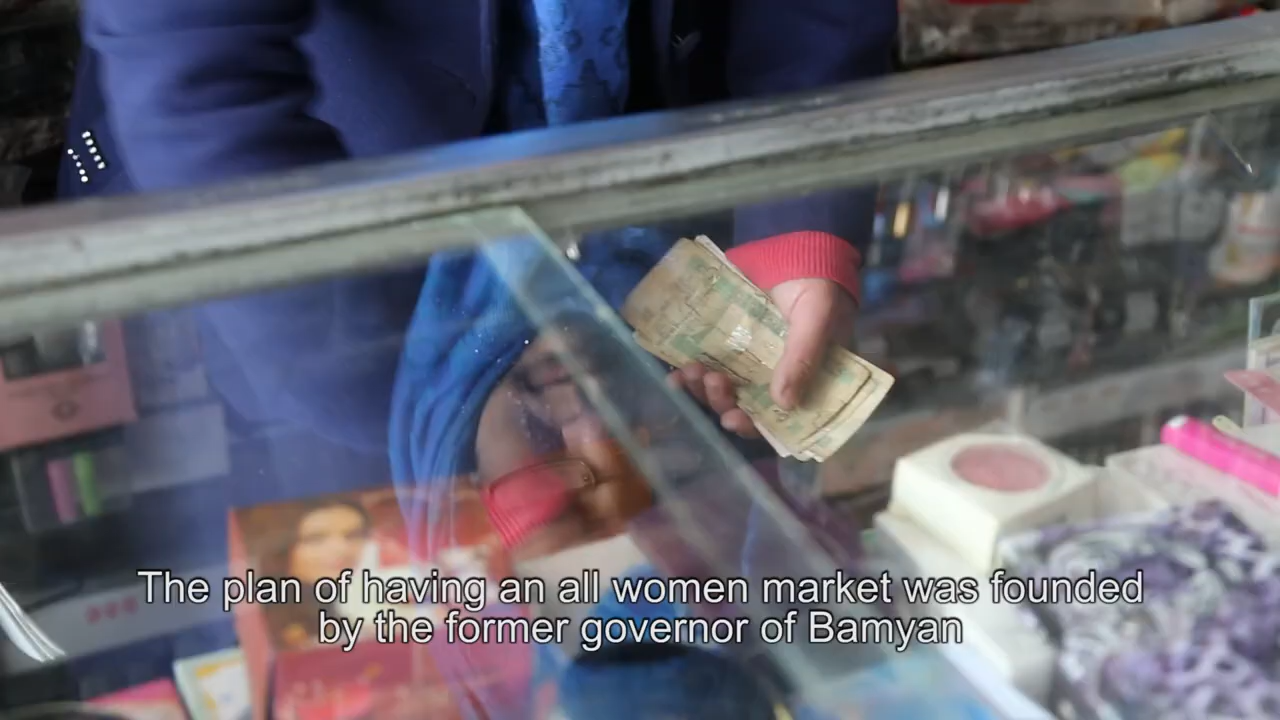 The plan of having an all women market was founded
by the former governor of Bamyan